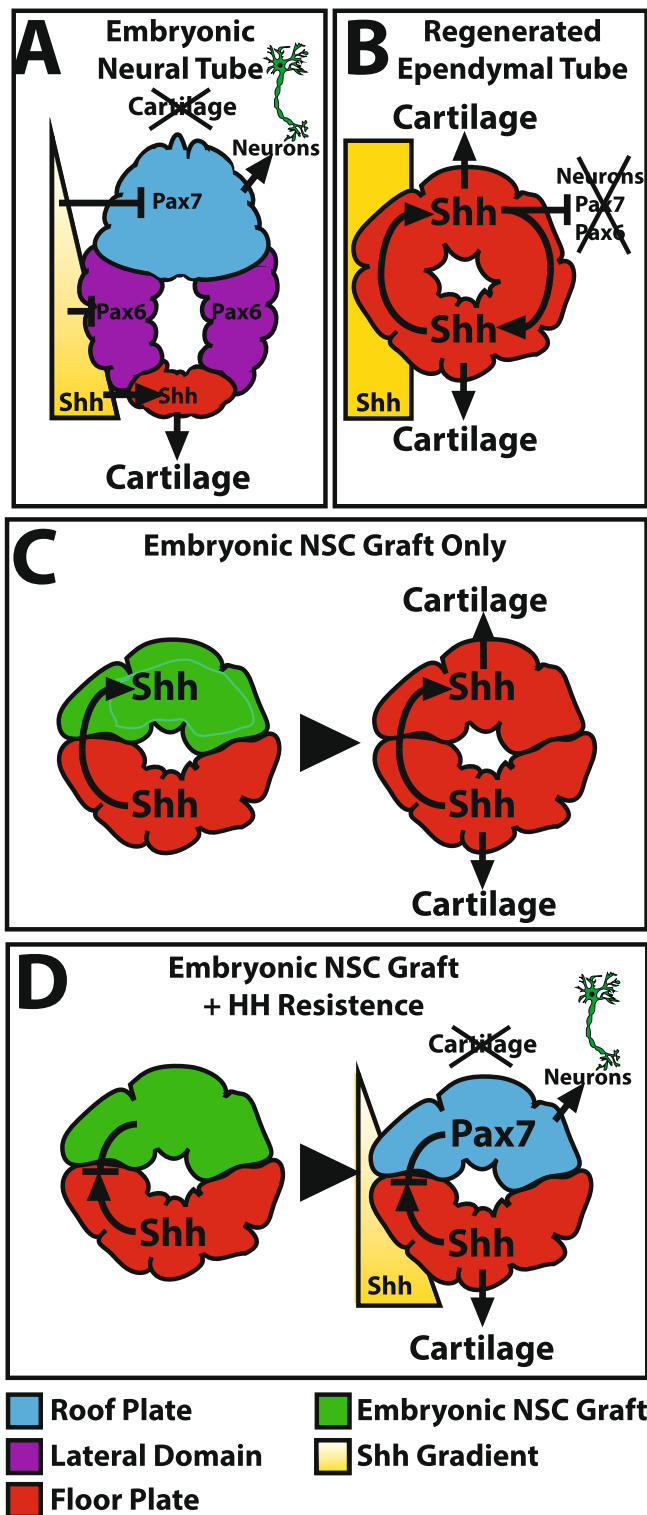 A
Embryonic
Neural Tube
Cartilage
Neurons
Pax7
Pax6
Pax6
Shh
Shh
Cartilage
B
Regenerated
Ependymal Tube
Cartilage
Neurons
Pax7
Pax6
Shh
Shh
Shh
Cartilage
C
Embryonic NSC Graft Only
Cartilage
Shh
Shh
Shh
Shh
Cartilage
D
Embryonic NSC Graft
+ HH Resistence
Cartilage
Neurons
Pax7
Shh
Shh
Shh
Cartilage
Roof Plate
Embryonic NSC Graft
Lateral Domain
Shh Gradient
Floor Plate